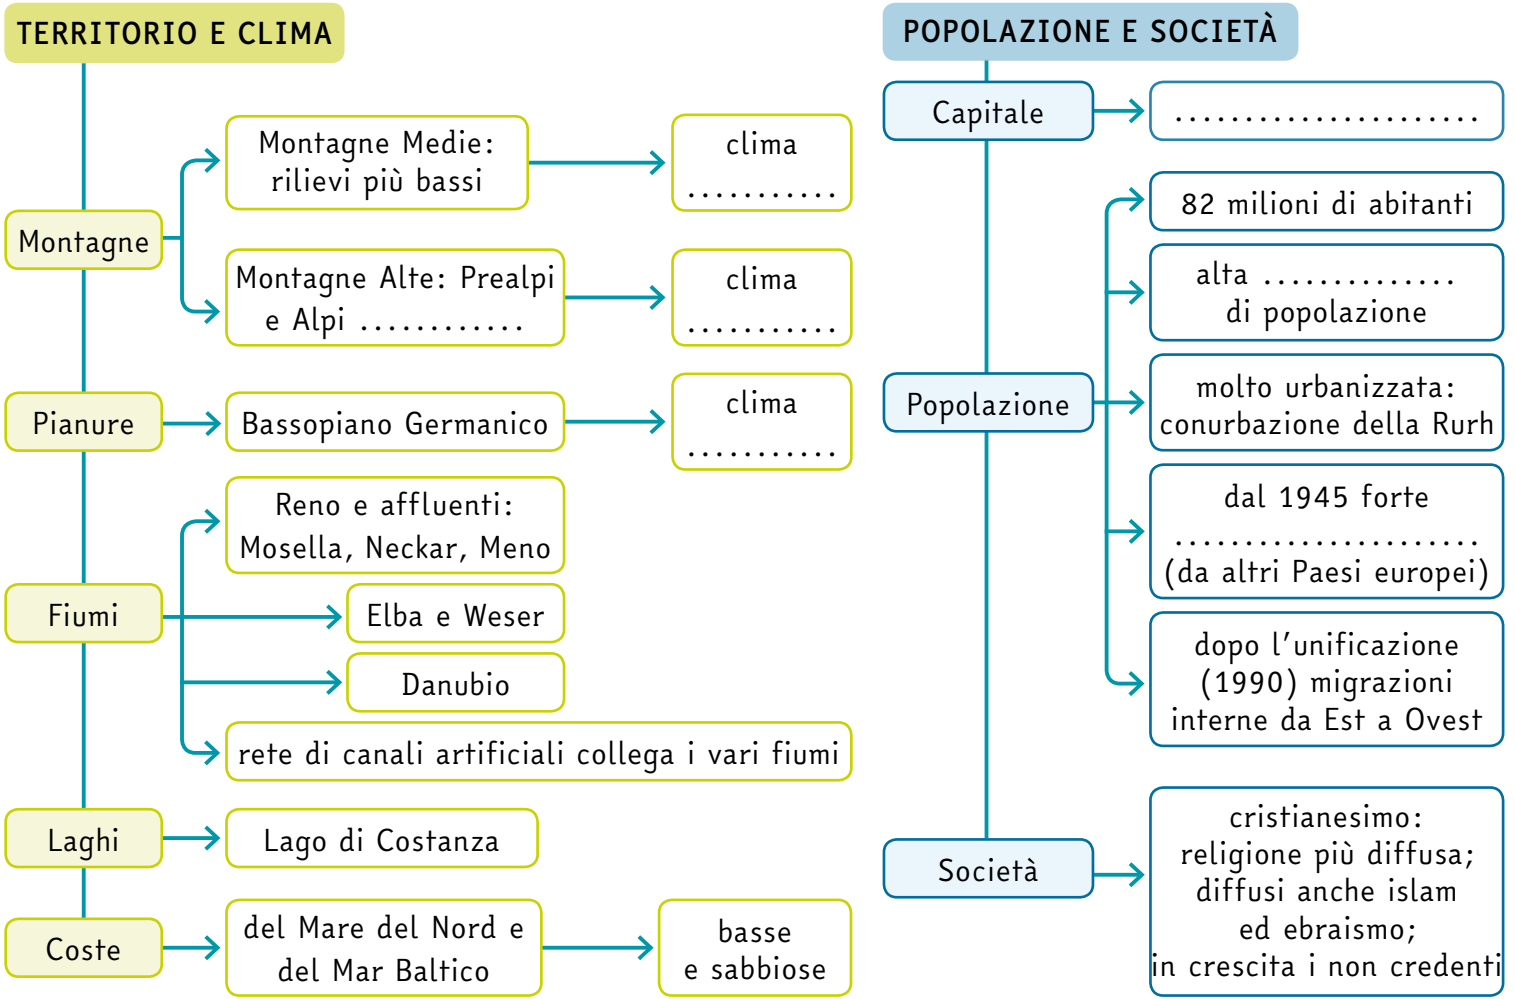 TERRITORIO E CLIMA
Montagne
Montagne Medie:
rilievi più bassi
clima
...........
Montagne Alte: Prealpi
e Alpi ............
clima
...........
Pianure
Bassopiano Germanico
clima
...........
Fiumi
Reno e affluenti:
Mosella, Neckar, Meno
Elba e Weser
Danubio
rete di canali artificiali collega i vari fiumi
Laghi
Lago di Costanza
Coste
del Mare del Nord e
del Mar Baltico
basse
e sabbiose
POPOLAZIONE E SOCIETÀ
Capitale
......................
Popolazione
82 milioni di abitanti
alta ..............
di popolazione
molto urbanizzata:
conurbazione della Rurh
dal 1945 forte
......................
(da altri Paesi europei)
dopo l'unificazione
(1990) migrazioni
interne da Est a Ovest
Società
cristianesimo:
religione più diffusa;
diffusi anche islam
ed ebraismo;
in crescita i non credenti